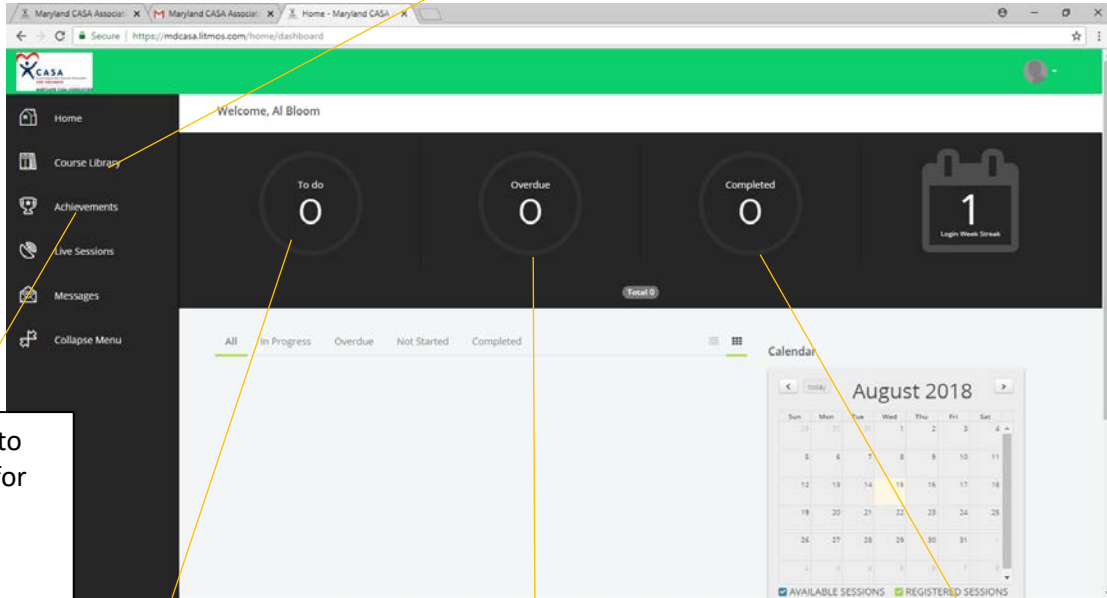 Maryland CASA Associat
Maryland CASA Associat
Home - Maryland CASA
Secure | https://mdcasa.litmos.com/home/dashboard
CASA
Welcome, Al Bloom
Home
Course Library
Achievements
Live Sessions
Messages
Collapse Menu
To do
0
Overdue
0
Completed
0
1
Login Week Streak
Total 0
All In Progress Overdue Not Started Completed
Calendar
today August 2018
Sun Mon Tue Wed Thu Fri Sat
29 30 31 1 2 3 4
5 6 7 8 9 10 11
12 13 14 15 16 17 18
19 20 21 22 23 24 25
26 27 28 29 30 31
AVAILABLE SESSIONS REGISTERED SESSIONS
to
for